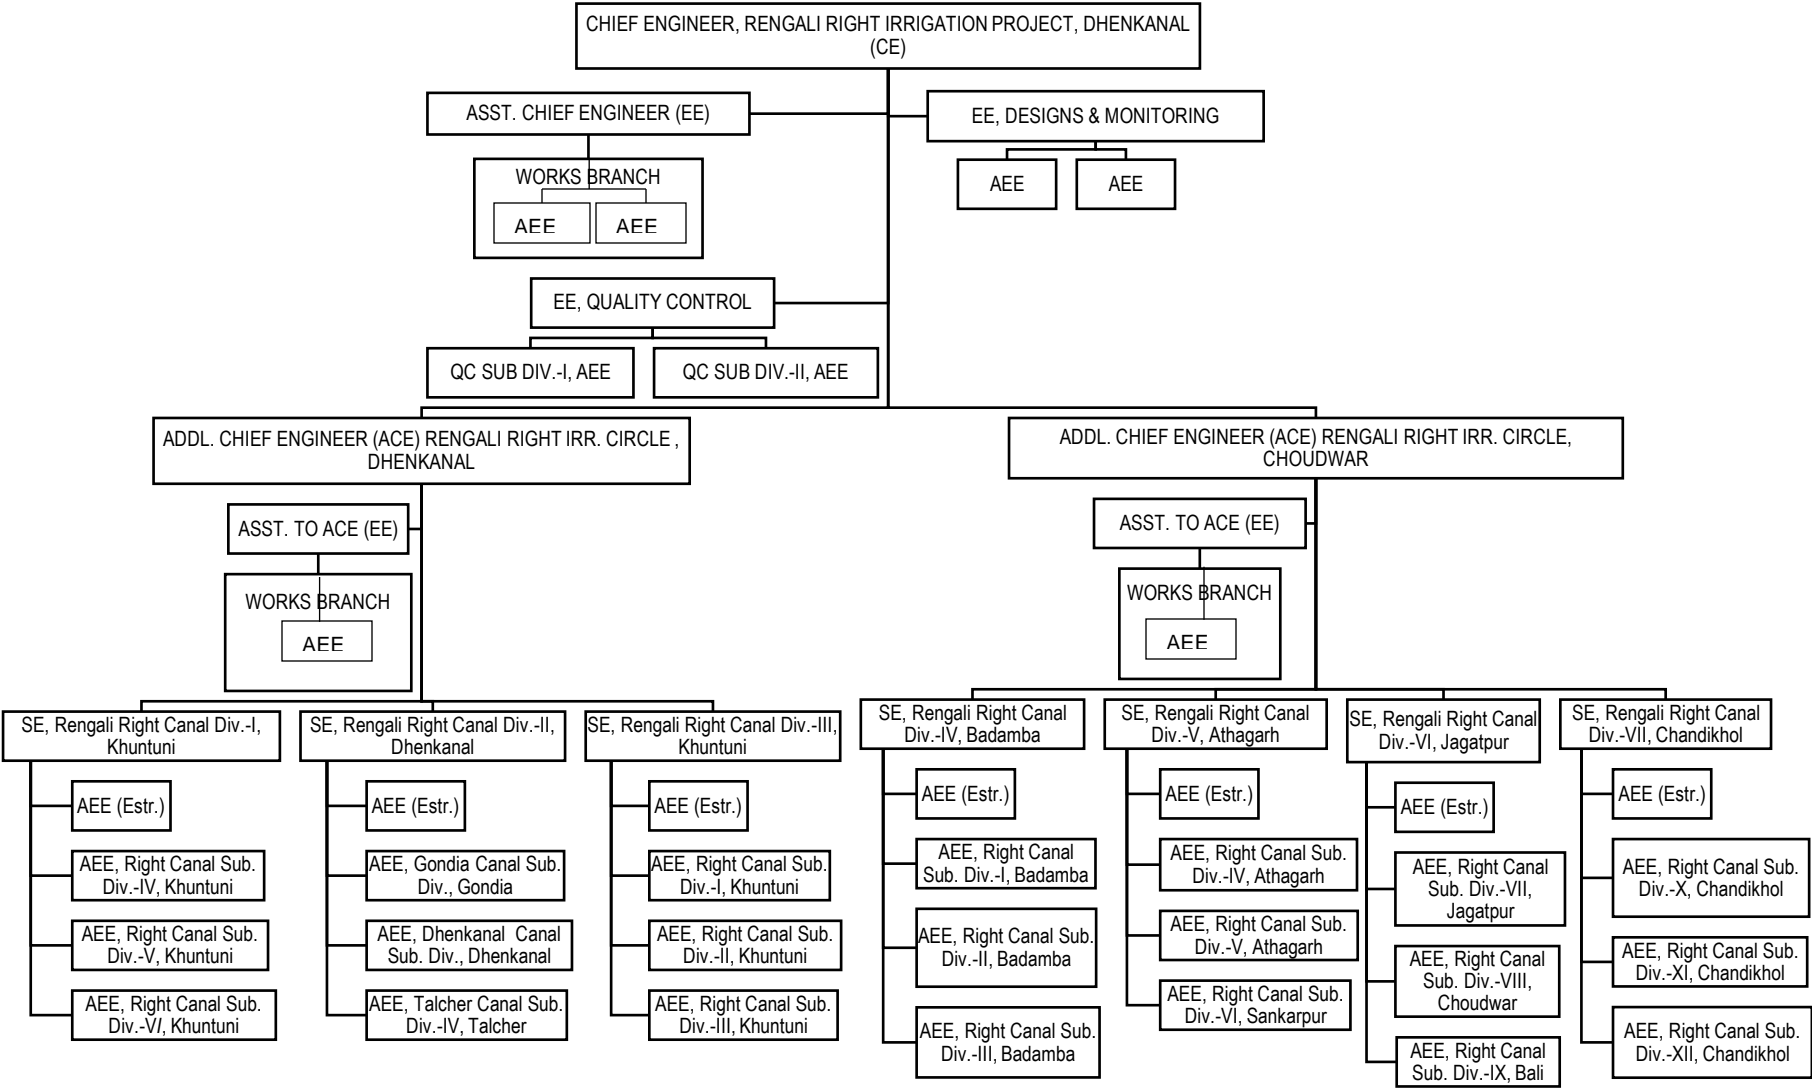 CHIEF ENGINEER, RENGALI RIGHT IRRIGATION PROJECT, DHENKANAL
(CE)
ASST. CHIEF ENGINEER (EE)
EE, DESIGNS & MONITORING
WORKS BRANCH
AEE
AEE
AEE
AEE
EE, QUALITY CONTROL
QC SUB DIV.-I, AEE
QC SUB DIV.-II, AEE
ADDL. CHIEF ENGINEER (ACE) RENGALI RIGHT IRR. CIRCLE ,
DHENKANAL
ASST. TO ACE (EE)
WORKS BRANCH
AEE
SE, Rengali Right Canal Div.-I,
Khuntuni
AEE (Estr.)
AEE, Right Canal Sub.
Div.-IV, Khuntuni
AEE, Right Canal Sub.
Div.-V, Khuntuni
AEE, Right Canal Sub.
Div.-VI, Khuntuni
SE, Rengali Right Canal Div.-II,
Dhenkanal
AEE (Estr.)
AEE, Gondia Canal Sub.
Div., Gondia
AEE, Dhenkanal Canal
Sub. Div., Dhenkanal
AEE, Talcher Canal Sub.
Div.-IV, Talcher
SE, Rengali Right Canal Div.-III,
Khuntuni
AEE (Estr.)
AEE, Right Canal Sub.
Div.-I, Khuntuni
AEE, Right Canal Sub.
Div.-II, Khuntuni
AEE, Right Canal Sub.
Div.-III, Khuntuni
ADDL. CHIEF ENGINEER (ACE) RENGALI RIGHT IRR. CIRCLE,
CHOUDWAR
ASST. TO ACE (EE)
WORKS BRANCH
AEE
SE, Rengali Right Canal
Div.-IV, Badamba
AEE (Estr.)
AEE, Right Canal
Sub. Div.-I, Badamba
AEE, Right Canal Sub.
Div.-II, Badamba
AEE, Right Canal Sub.
Div.-III, Badamba
SE, Rengali Right Canal
Div.-V, Athagarh
AEE (Estr.)
AEE, Right Canal Sub.
Div.-IV, Athagarh
AEE, Right Canal Sub.
Div.-V, Athagarh
AEE, Right Canal Sub.
Div.-VI, Sankarpur
SE, Rengali Right Canal
Div.-VI, Jagatpur
AEE (Estr.)
AEE, Right Canal
Sub. Div.-VII,
Jagatpur
AEE, Right Canal
Sub. Div.-VIII,
Choudwar
AEE, Right Canal
Sub. Div.-IX, Bali
SE, Rengali Right Canal
Div.-VII, Chandikhol
AEE (Estr.)
AEE, Right Canal Sub.
Div.-X, Chandikhol
AEE, Right Canal Sub.
Div.-XI, Chandikhol
AEE, Right Canal Sub.
Div.-XII, Chandikhol